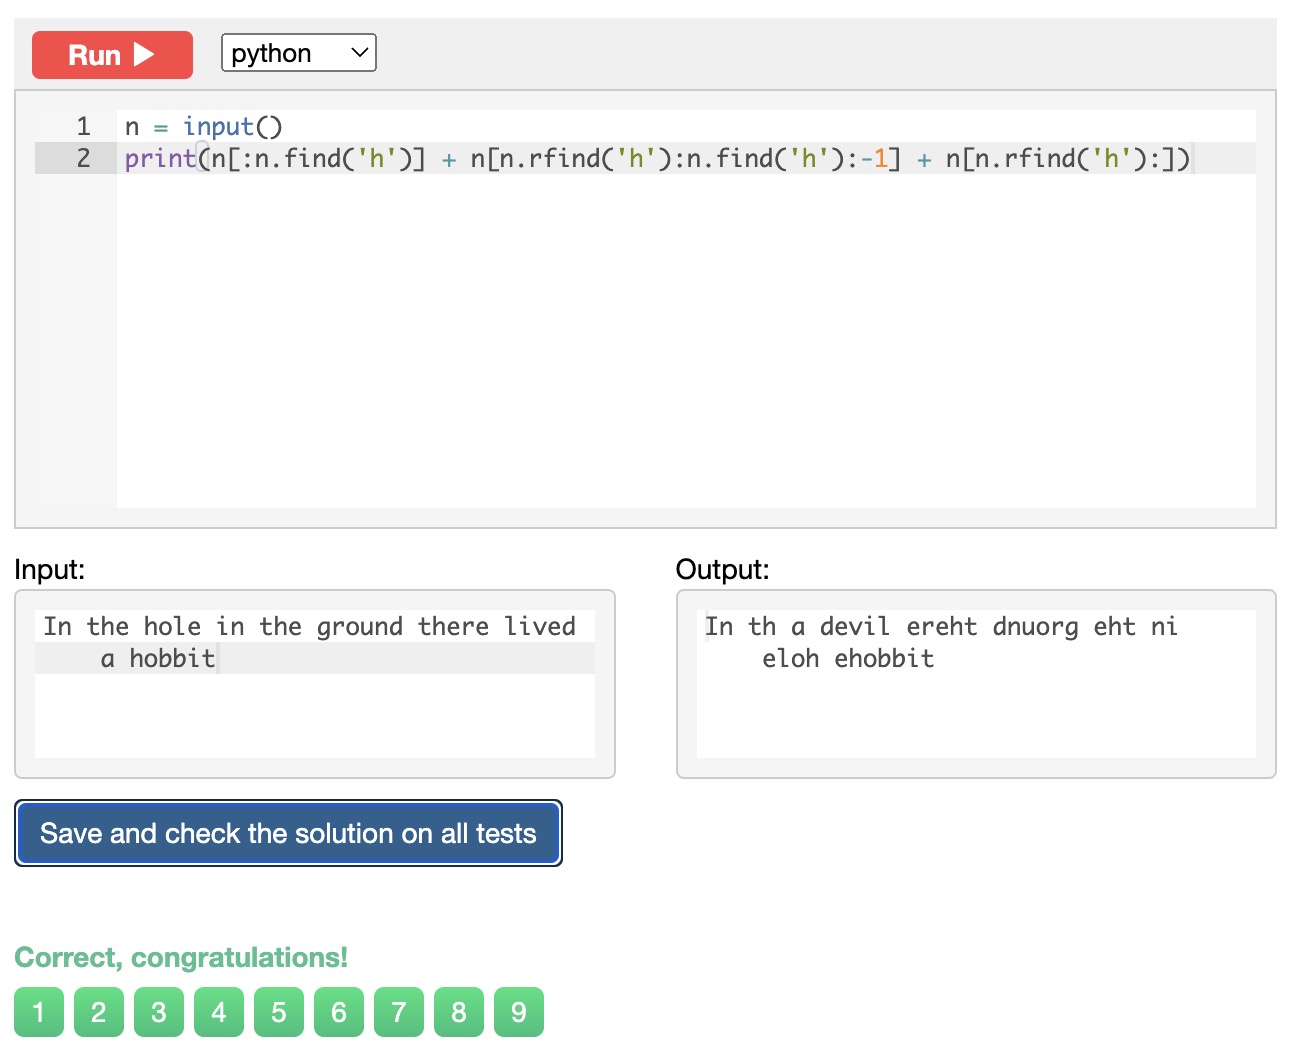 Run
python
1 n = input()
2 print(n[:n.find('h')] + n[n.rfind('h'):n.find('h'):-1] + n[n.rfind('h'):])
Input:
In the hole in the ground there lived
a hobbit
Output:
In th a devil ereht dnuorg eht ni
eloh ehobbit
Save and check the solution on all tests
Correct, congratulations!
1 2 3 4 5 6 7 8 9